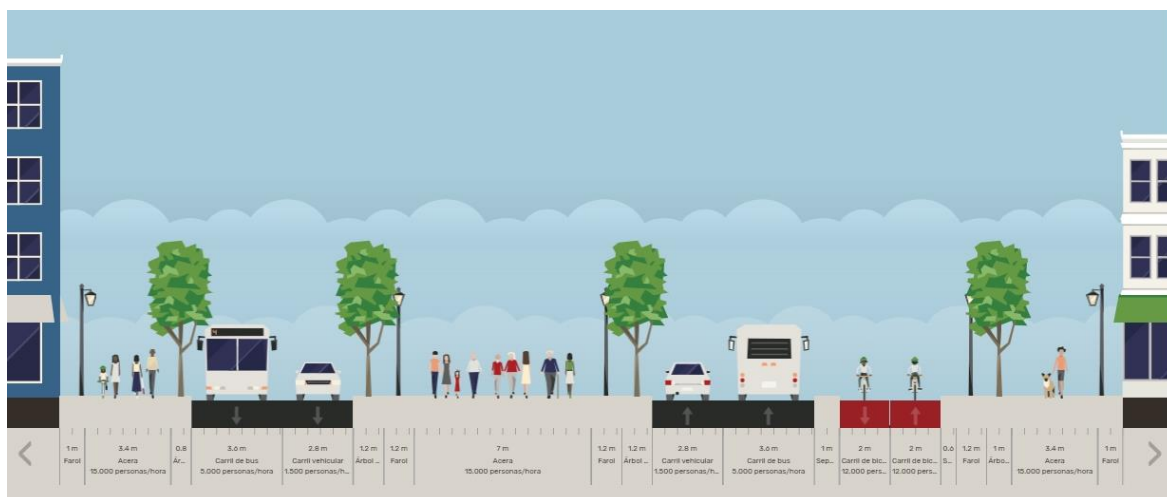 1 m
Farol
3.4 m
Acera
15.000 personas/hora
0.8
Ár...
3.6 m
Carril de bus
5.000 personas/hora
2.8 m
Carril vehicular
1.500 personas/h...
1.2 m
Árbol ...
1.2 m
Farol
7 m
Acera
15.000 personas/hora
1.2 m
Farol
1.2 m
Árbol ...
2.8 m
Carril vehicular
1.500 personas/h...
3.6 m
Carril de bus
5.000 personas/hora
1 m
Sep...
2 m
Carril de bic...
12.000 pers...
2 m
Carril de bic...
12.000 pers...
0.6
S...
1.2 m
Farol
1 m
Árbo...
3.4 m
Acera
15.000 personas/hora
1 m
Farol